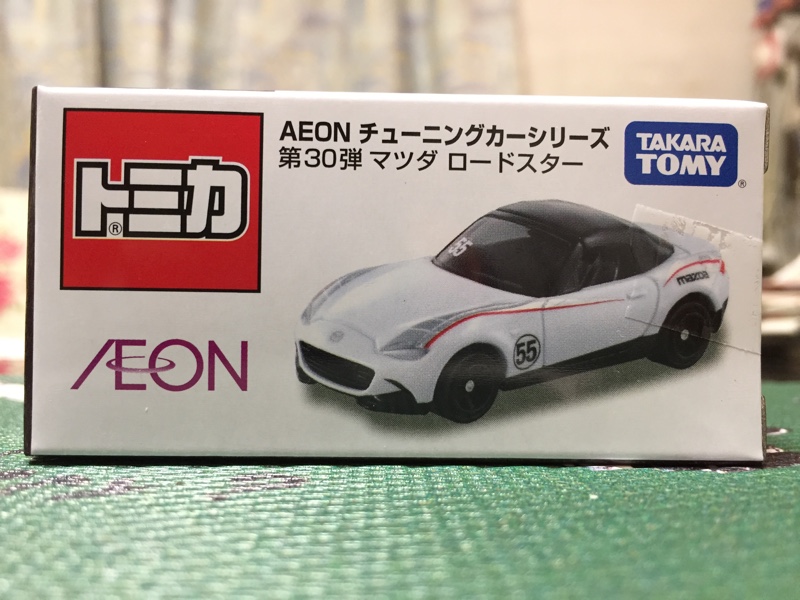 AEON チューニングカーシリーズ
第30弾 マツダ ロードスター
TAKARA
TOMY
®
トミカ
®
AEON
55
mazda
55